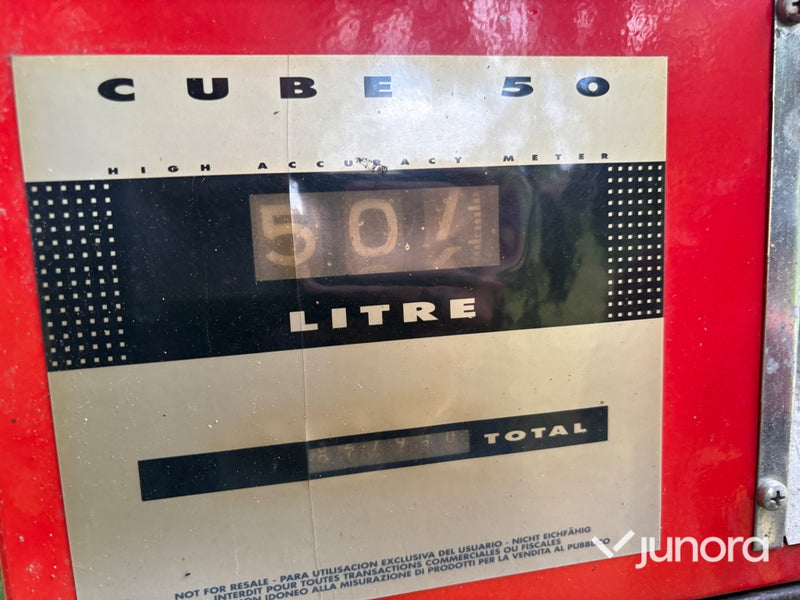 CUBE 50
HIGH ACCURACY METER
50
LITRE
TOTAL
NOT FOR RESALE - PARA UTILISACION EXCLUSIVA DEL USUARIO - NICHT EICHFÄHIG
INTERDIT POUR TOUTES TRANSACTIONS COMMERCIALES OU FISCALES
IDONEO ALLA MISURAZIONE DI PRODOTTI PER LA VENDITA AL PUBBLICO
junora